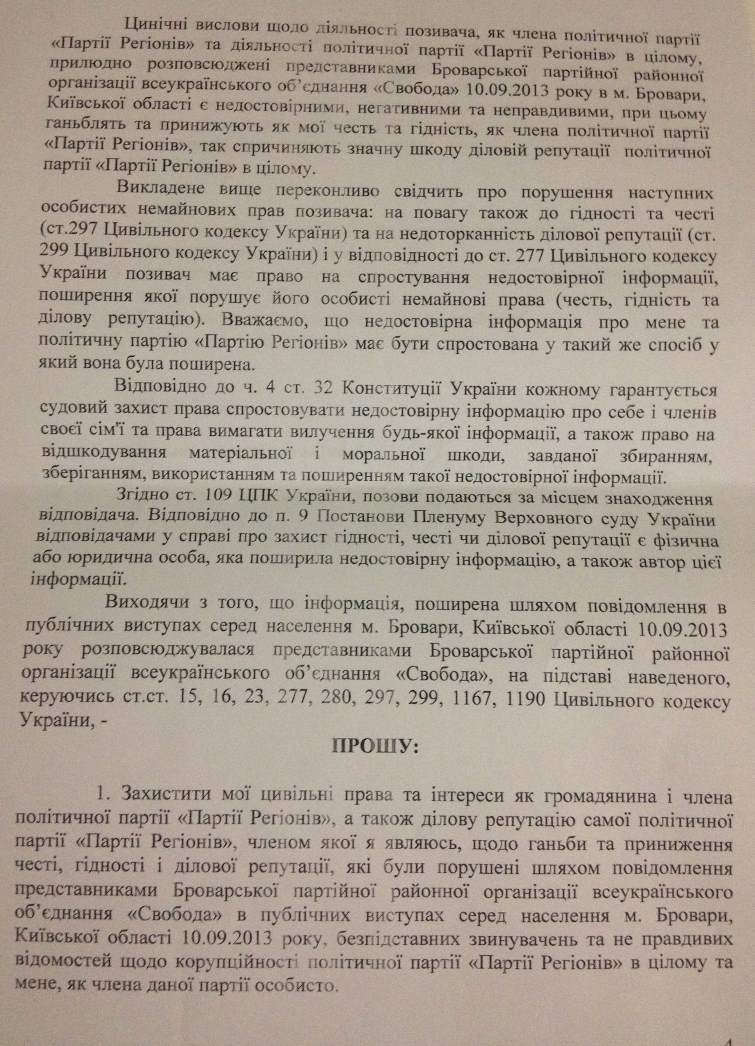 Цинічні вислови щодо діяльності позивача, як члена політичної партії
«Партії Регіонів» та діяльності політичної партії «Партії Регіонів» в цілому,
прилюдно розповсюджені представниками Броварської партійної районної
організації всеукраїнського об’єднання «Свобода» 10.09.2013 року в м. Бровари,
Київської області є недостовірними, негативними та неправдивими, при цьому
ганьблять та принижують як мої честь та гідність, як члена політичної партії
«Партії Регіонів», так спричиняють значну шкоду діловій репутації політичної
партії «Партії Регіонів» в цілому.
Викладене вище переконливо свідчить про порушення наступних
особистих немайнових прав позивача: на повагу також до гідності та честі
(ст.297 Цивільного кодексу України) та на недоторканність ділової репутації (ст.
299 Цивільного кодексу України) і у відповідності до ст. 277 Цивільного кодексу
України позивач має право на спростування недостовірної інформації,
поширення якої порушує його особисті немайнові права (честь, гідність та
ділову репутацію). Вважаємо, що недостовірна інформація про мене та
політичну партію «Партію Регіонів» має бути спростована у такий же спосіб у
який вона була поширена.
Відповідно до ч. 4 ст. 32 Конституції України кожному гарантується
судовий захист права спростовувати недостовірну інформацію про себе і членів
своєї сім'ї та права вимагати вилучення будь-якої інформації, а також право на
відшкодування матеріальної і моральної шкоди, завданої збиранням,
зберіганням, використанням та поширенням такої недостовірної інформації.
Згідно ст. 109 ЦПК України, позови подаються за місцем знаходження
відповідача. Відповідно до п. 9 Постанови Пленуму Верховного суду України
відповідачами у справі про захист гідності, честі чи ділової репутації є фізична
або юридична особа, яка поширила недостовірну інформацію, а також автор цієї
інформації.
Виходячи з того, що інформація, поширена шляхом повідомлення в
публічних виступах серед населення м. Бровари, Київської області 10.09.2013
року розповсюджувалася представниками Броварської партійної районної
організації всеукраїнського об’єднання «Свобода», на підставі наведеного,
керуючись ст.ст. 15, 16, 23, 277, 280, 297, 299, 1167, 1190 Цивільного кодексу
України, -
ПРОШУ:
1. Захистити мої цивільні права та інтереси як громадянина і члена
політичної партії «Партії Регіонів», а також ділову репутацію самої політичної
партії «Партії Регіонів», членом якої я являюсь, щодо ганьби та приниження
честі, гідності і ділової репутації, які були порушені шляхом повідомлення
представниками Броварської партійної районної організації всеукраїнського
об’єднання «Свобода» в публічних виступах серед населення м. Бровари,
Київської області 10.09.2013 року, безпідставних звинувачень та не правдивих
відомостей щодо корупційності політичної партії «Партії Регіонів» в цілому та
мене, як члена даної партії особисто.
4